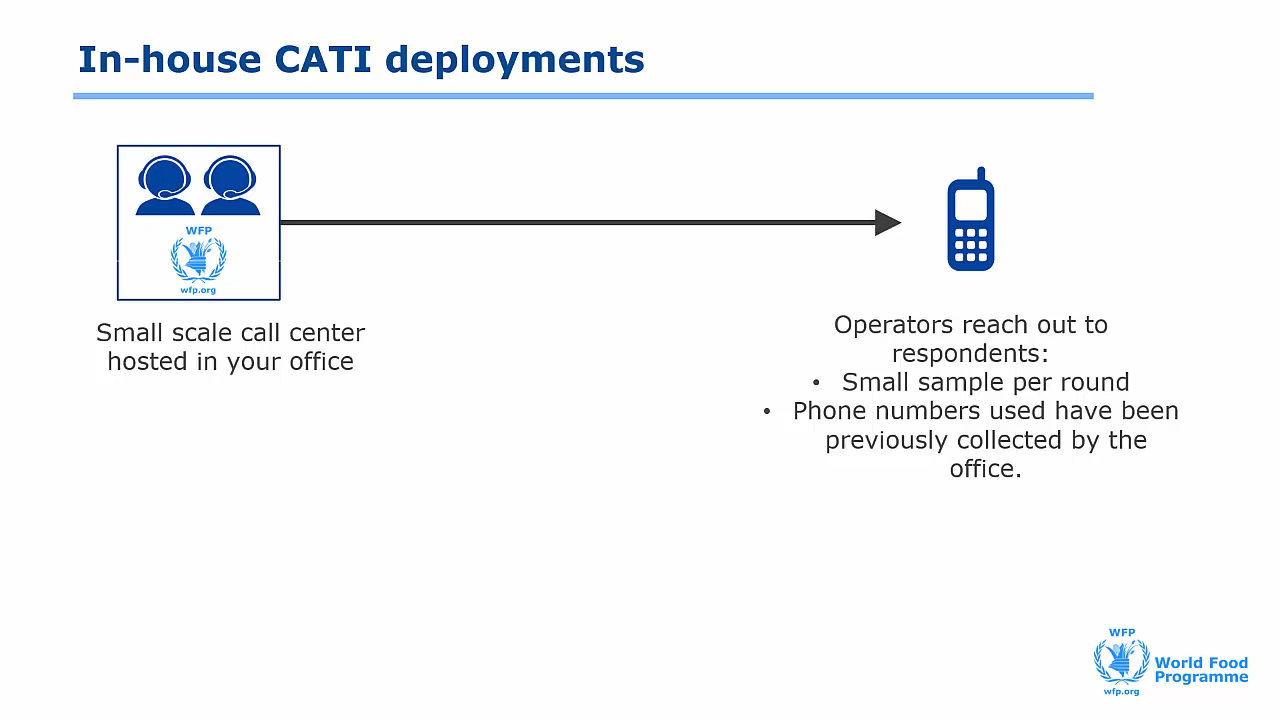 In-house CATI deployments
WFP
wfp.org
Small scale call center
hosted in your office
Operators reach out to
respondents:
• Small sample per round
• Phone numbers used have been
previously collected by the
office.
WFP
wfp.org
World Food
Programme